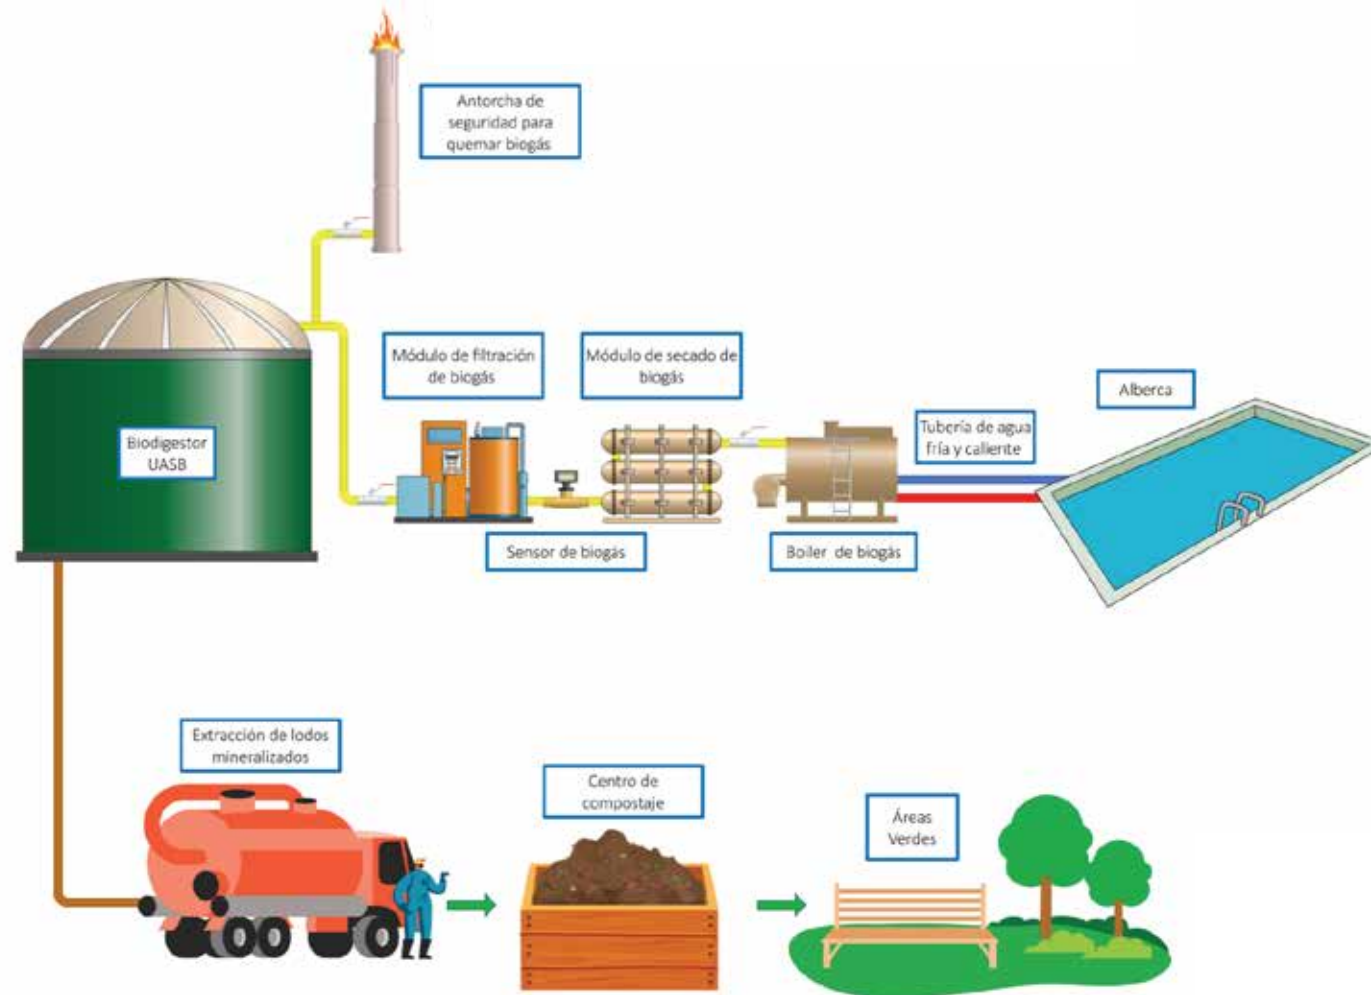 Antorcha de
seguridad para
quemar biogás
Módulo de filtración
de biogás
Módulo de secado de
biogás
Alberca
Tubería de agua
fría y caliente
Biodigestor
UASB
Sensor de biogás
Boiler de biogás
Extracción de lodos
mineralizados
Centro de
compostaje
Áreas
Verdes